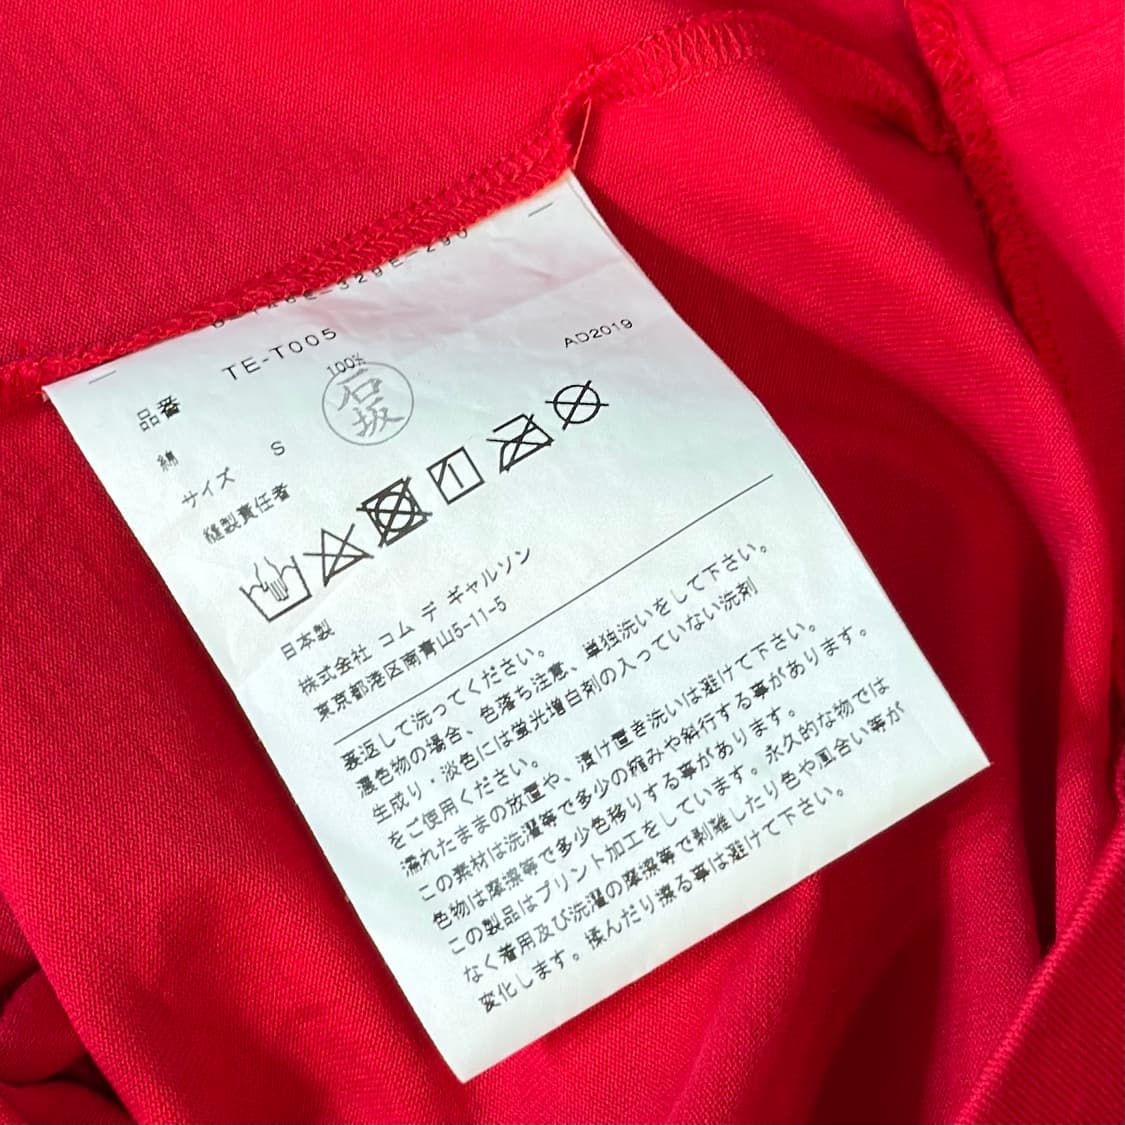 品番 TE-T005
AD2019
綿 100%
サイズ S
縫製責任者 石坂
日本製
株式会社 コム デ ギャルソン
東京都港区南青山5-11-5
裏返して洗ってください。
濃色物の場合、色落ち注意、単独洗いをして下さい。
生成り・淡色には蛍光増白剤の入っていない洗剤
をご使用ください。
濡れたままの放置や、漬け置き洗いは避けて下さい。
この素材は洗濯等で多少の縮みや斜行する事があります。
色物は摩擦等で多少色移りする事があります。
この製品はプリント加工をしています。永久的な物では
なく着用及び洗濯の摩擦等で剥離したり色や風合い等が
変化します。揉んだり擦る事は避けて下さい。